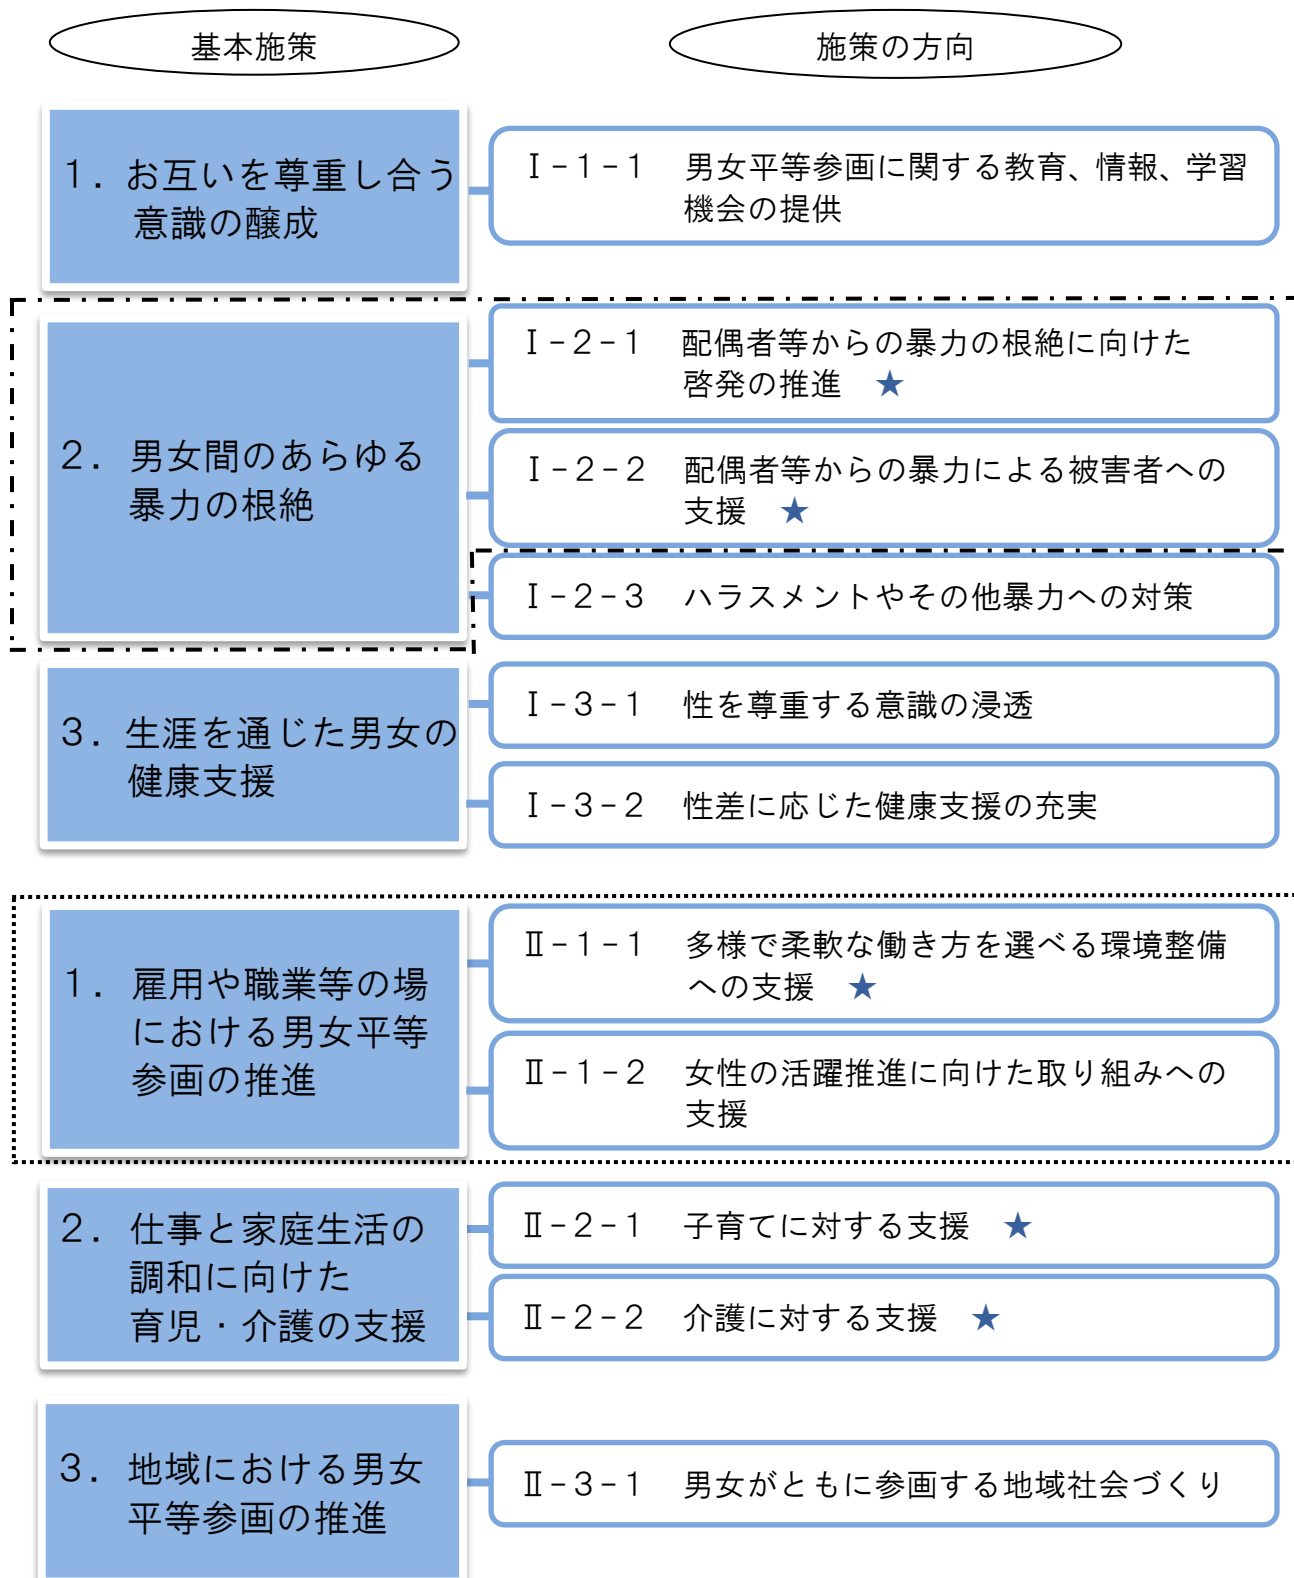 基本施策
施策の方向
１．お互いを尊重し合う
意識の醸成
Ⅰ-１-１ 男女平等参画に関する教育、情報、学習
機会の提供
２．男女間のあらゆる
暴力の根絶
Ⅰ-２-１ 配偶者等からの暴力の根絶に向けた
啓発の推進 ★
Ⅰ-２-２ 配偶者等からの暴力による被害者への
支援 ★
Ⅰ-２-３ ハラスメントやその他暴力への対策
３．生涯を通じた男女の
健康支援
Ⅰ-３-１ 性を尊重する意識の浸透
Ⅰ-３-２ 性差に応じた健康支援の充実
１．雇用や職業等の場
における男女平等
参画の推進
Ⅱ-１-１ 多様で柔軟な働き方を選べる環境整備
への支援 ★
Ⅱ-１-２ 女性の活躍推進に向けた取り組みへの
支援
２．仕事と家庭生活の
調和に向けた
育児・介護の支援
Ⅱ-２-１ 子育てに対する支援 ★
Ⅱ-２-２ 介護に対する支援 ★
３．地域における男女
平等参画の推進
Ⅱ-３-１ 男女がともに参画する地域社会づくり